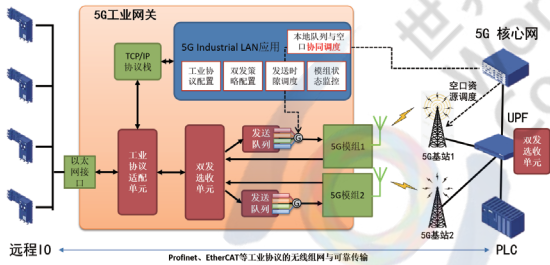 5G工业网关
5G 核心网
5G Industrial LAN应用
本地队列与空
口协同调度
TCP/IP
协议栈
工业协
议配置
双发策
略配置
发送时
隙调度
模组状
态监控
空口资
源调度
以太
网接
口
工业
协议
适配
单元
双发
选收
单元
发送
队列
G
5G模组1
发送
队列
G
5G模组2
5G基站1
UPF
双发
选收
单元
5G基站2
远程IO
PLC
Profinet、EtherCAT等工业协议的无线组网与可靠传输